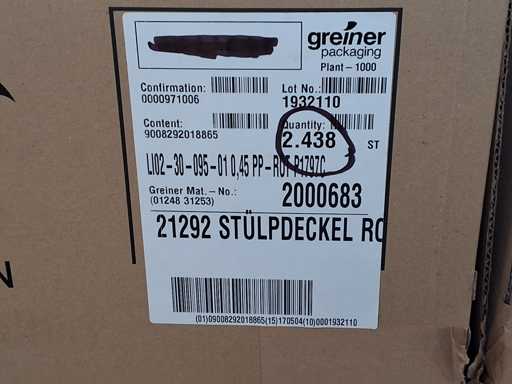 greiner
packaging
Plant – 1000
Confirmation:
0000971006
Lot No.:
1932110
Content:
9008292018865
Quantity:
2.438 ST
LI02-30-095-01 0,45 PP-ROT P1797C
Greiner Mat. – No.:
(01248 31253)
2000683
21292 STÜLPDECKEL RO
(01)09008292018865(15)170504(10)0001932110
N